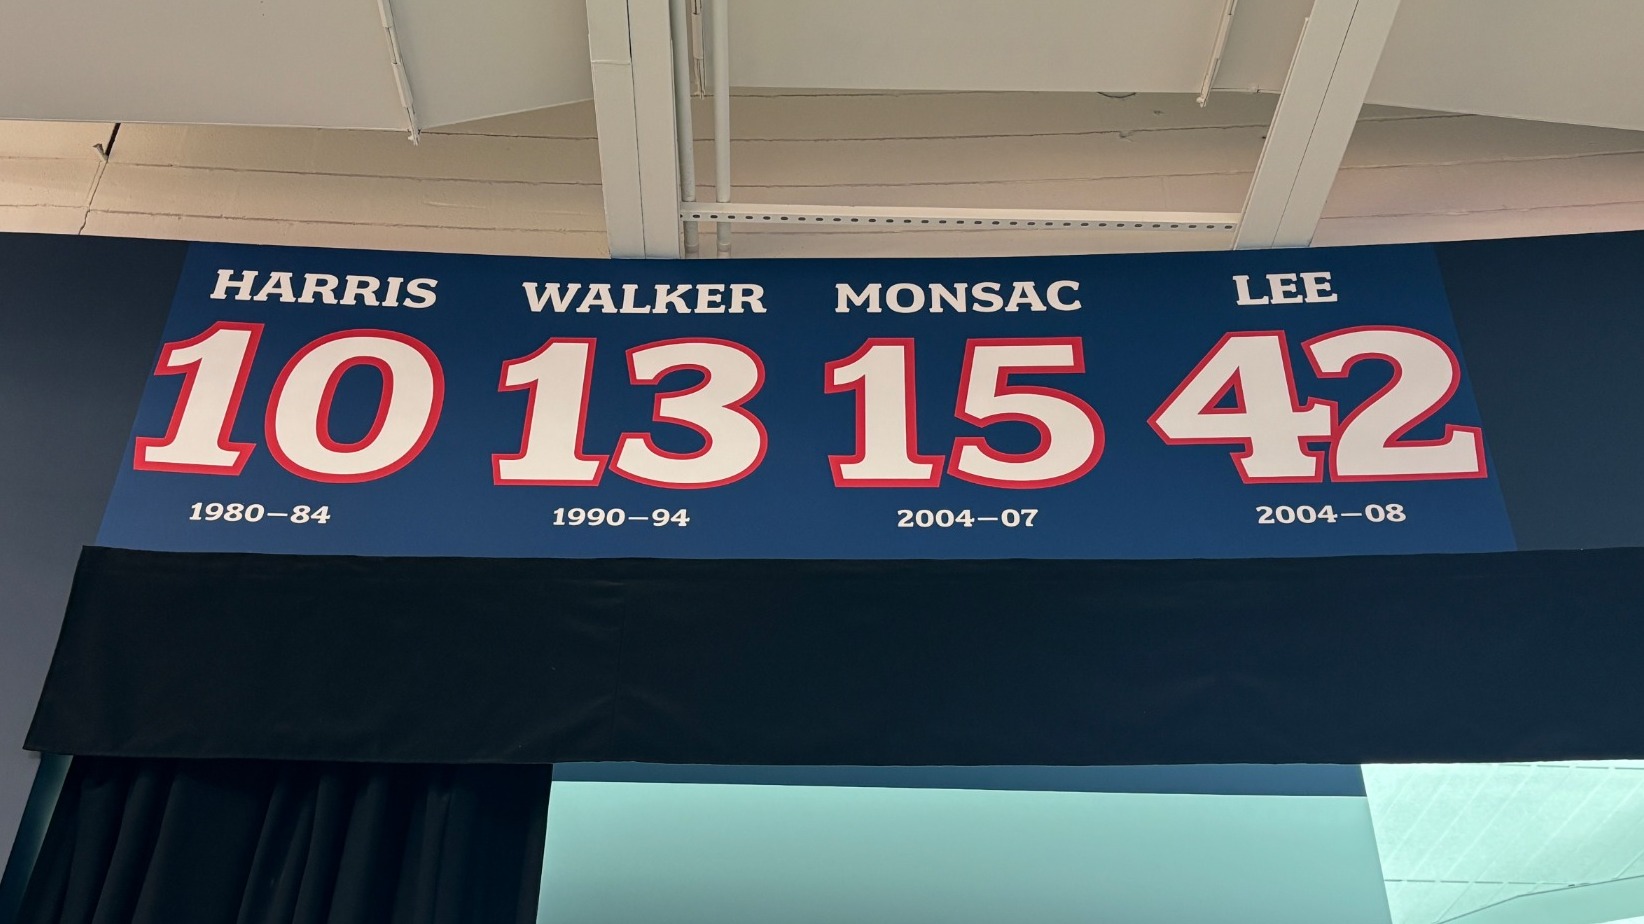 HARRIS WALKER MONSAC LEE
10 13 15 42
1980–84 1990–94 2004–07 2004–08